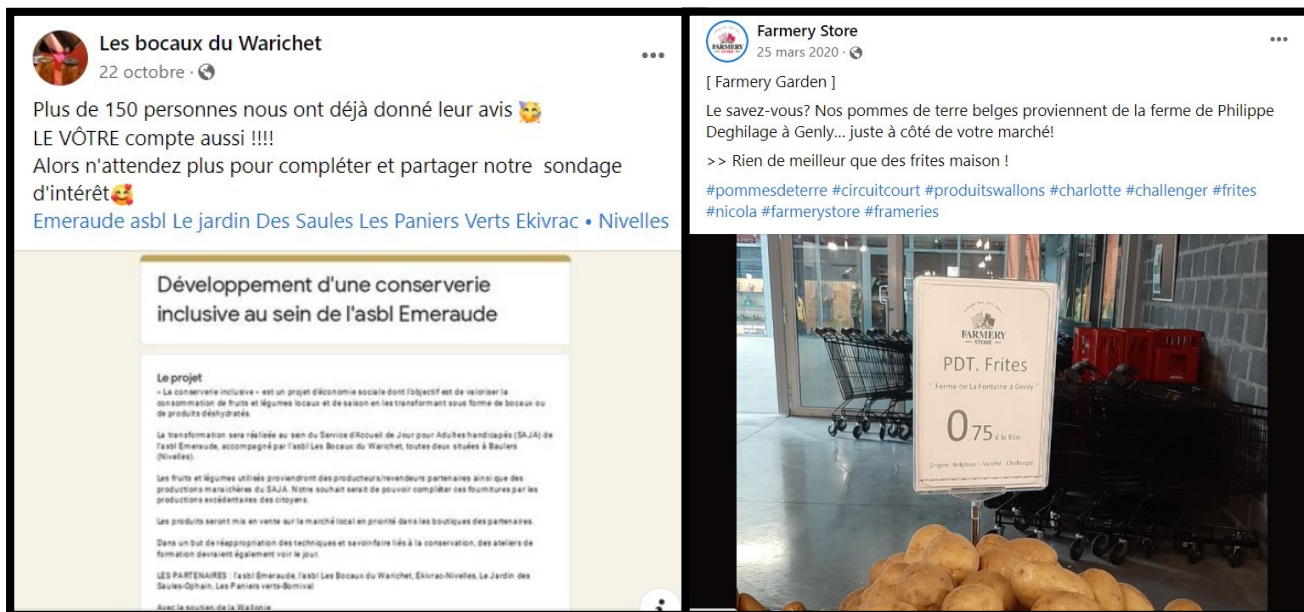 Les bocaux du Warichet
22 octobre ·
Plus de 150 personnes nous ont déjà donné leur avis
LE VÔTRE compte aussi !!!!
Alors n'attendez plus pour compléter et partager notre sondage
d'intérêt
Emeraude asbl Le jardin Des Saules Les Paniers Verts Ekivrac • Nivelles
Développement d'une conserverie
inclusive au sein de l'asbl Emeraude
Le projet
« La conserverie inclusive » est un projet d'économie sociale dont l'objectif est de valoriser la
consommation de fruits et légumes locaux et de saison en les transformant sous forme de bocaux ou
de produits déshydratés.
La transformation sera réalisée au sein du Service d'Accueil de Jour pour Adultes handicapés (SAJA) de
l'asbl Emeraude, accompagné par l'asbl Les Bocaux du Warichet, toutes deux situées à Baulers
(Nivelles).
Les fruits et légumes utilisés proviendront des producteurs/revendeurs partenaires ainsi que des
productions maraichères du SAJA. Notre souhait serait de pouvoir compléter ces fournitures par les
productions excédentaires des citoyens.
Les produits seront mis en vente sur le marché local en priorité dans les boutiques des partenaires.
Dans un but de réappropriation des techniques et savoir-faire liés à la conservation, des ateliers de
formation devraient également voir le jour.
LES PARTENAIRES : l'asbl Emeraude, l'asbl Les Bocaux du Warichet, Ekivrac-Nivelles, Le Jardin des
Saules-Ophain, Les Paniers verts-Bornival
Avec le soutien de la Wallonie
Farmery Store
25 mars 2020 ·
[ Farmery Garden ]
Le savez-vous? Nos pommes de terre belges proviennent de la ferme de Philippe
Deghilage à Genly... juste à côté de votre marché!
>> Rien de meilleur que des frites maison !
#pommesdeterre #circuitcourt #produitswallons #charlotte #challenger #frites
#nicola #farmerystore #frameries
FARMERY
STORE
PDT. Frites
" Ferme de La Fontaine à Genly "
0,75 € le Kilo
Origine: Belgique - Variété : Challenger